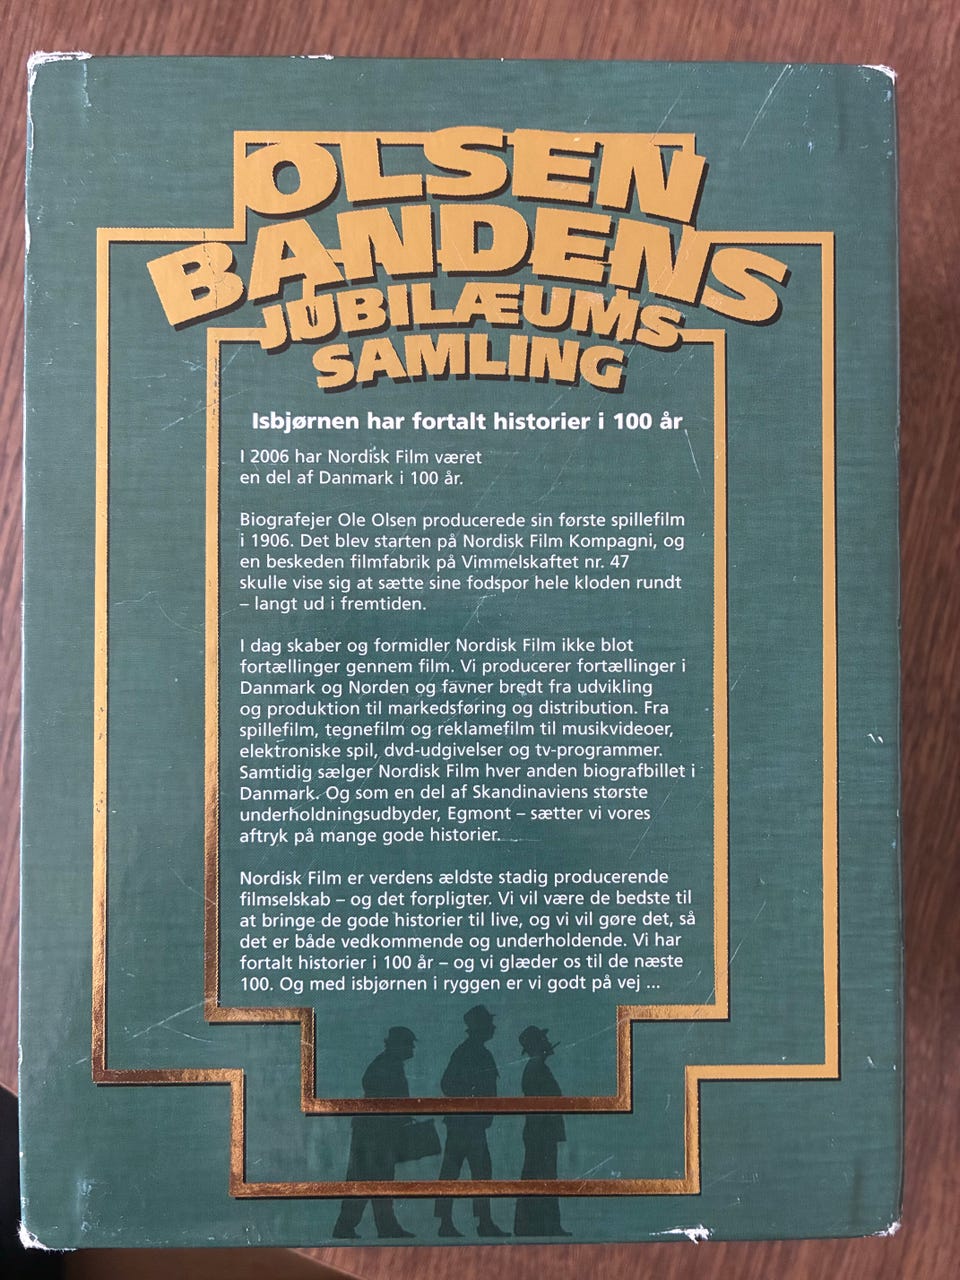 OLSEN
BANDENS
JUBILÆUMS
SAMLING
Isbjørnen har fortalt historier i 100 år
I 2006 har Nordisk Film været
en del af Danmark i 100 år.
Biografejer Ole Olsen producerede sin første spillefilm
i 1906. Det blev starten på Nordisk Film Kompagni, og
en beskeden filmfabrik på Vimmelskaftet nr. 47
skulle vise sig at sætte sine fodspor hele kloden rundt
– langt ud i fremtiden.
I dag skaber og formidler Nordisk Film ikke blot
fortællinger gennem film. Vi producerer fortællinger i
Danmark og Norden og favner bredt fra udvikling
og produktion til markedsføring og distribution. Fra
spillefilm, tegnefilm og reklamefilm til musikvideoer,
elektroniske spil, dvd-udgivelser og tv-programmer.
Samtidig sælger Nordisk Film hver anden biografbillet i
Danmark. Og som en del af Skandinaviens største
underholdningsudbyder, Egmont – sætter vi vores
aftryk på mange gode historier.
Nordisk Film er verdens ældste stadig producerende
filmselskab – og det forpligter. Vi vil være de bedste til
at bringe de gode historier til live, og vi vil gøre det, så
det er både vedkommende og underholdende. Vi har
fortalt historier i 100 år – og vi glæder os til de næste
100. Og med isbjørnen i ryggen er vi godt på vej ...